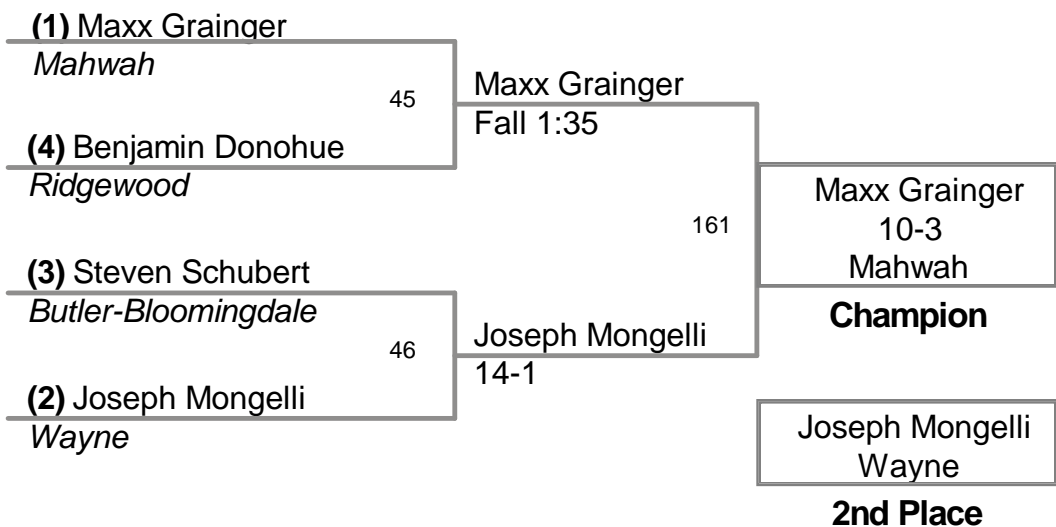 (1) Maxx Grainger
Mahwah
45
(4) Benjamin Donohue
Ridgewood
Maxx Grainger
Fall 1:35
(3) Steven Schubert
Butler-Bloomingdale
46
(2) Joseph Mongelli
Wayne
Joseph Mongelli
14-1
161
Maxx Grainger
10-3
Mahwah
Champion
Joseph Mongelli
Wayne
2nd Place